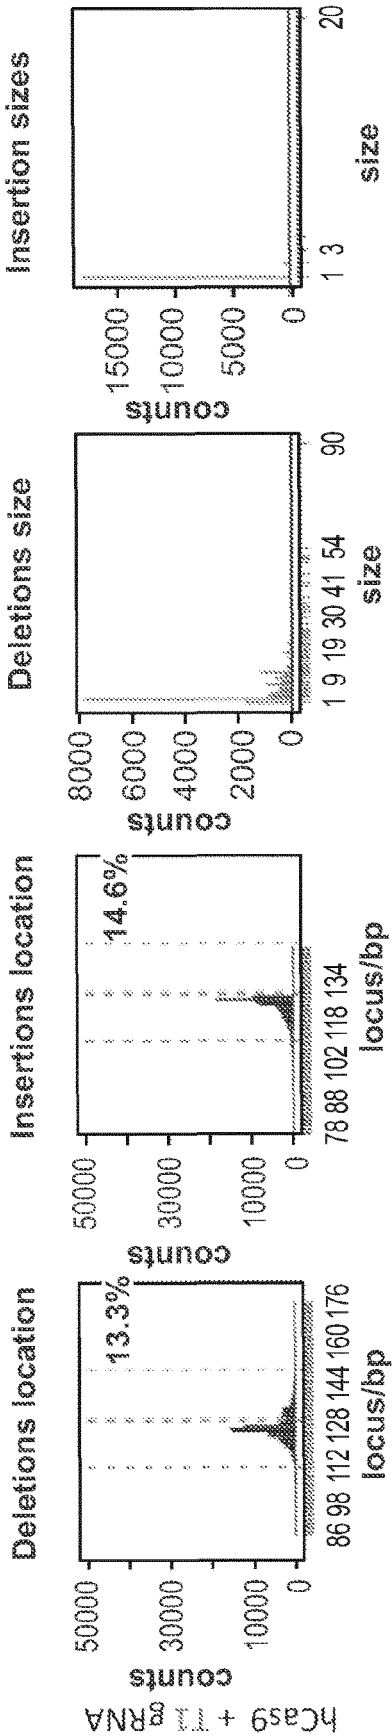 hCas9 + T1 gRNA
Deletions location
counts
50000
30000
10000
0
13.3%
86 98 112 128 144 160 176
locus/bp
Insertions location
counts
50000
30000
10000
0
14.6%
78 88 102 118 134
locus/bp
Deletions size
counts
8000
6000
4000
2000
0
1 9 19 30 41 54 90
size
Insertion sizes
counts
15000
10000
5000
0
1 3 20
size